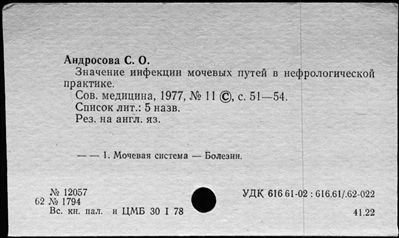 Андросова С. О.
Значение инфекции мочевых путей в нефрологической
практике.
Сов. медицина, 1977, № 11 ©, с. 51—54.
Список лит.: 5 назв.
Рез. на англ. яз.
— — 1. Мочевая система — Болезни.
№ 12057
62 № 1794
Вс. кн. пал. и ЦМБ 30 I 78
УДК 616 61-02 : 616.61/.62-022
41.22